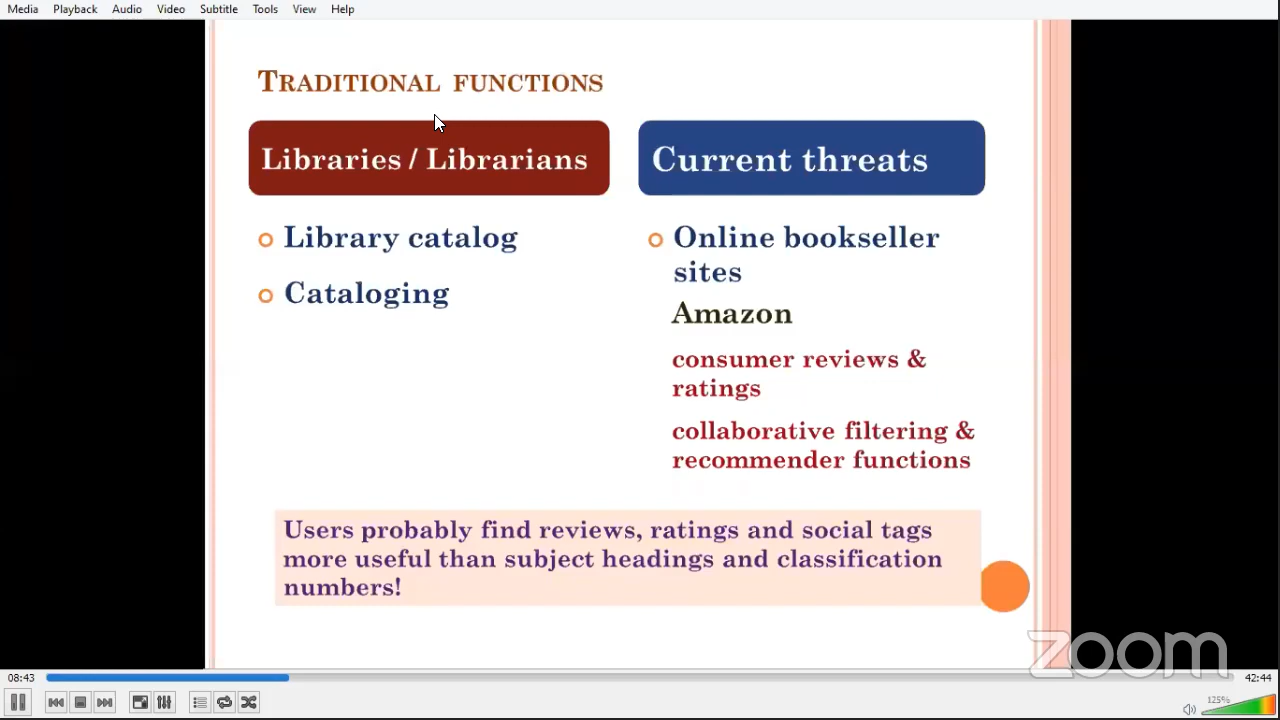 Media Playback Audio Video Subtitle Tools View Help
TRADITIONAL FUNCTIONS
Libraries / Librarians
Library catalog
Cataloging
Current threats
Online bookseller
sites
Amazon
consumer reviews &
ratings
collaborative filtering &
recommender functions
Users probably find reviews, ratings and social tags
more useful than subject headings and classification
numbers!
zoom
08:43
42:44
125%